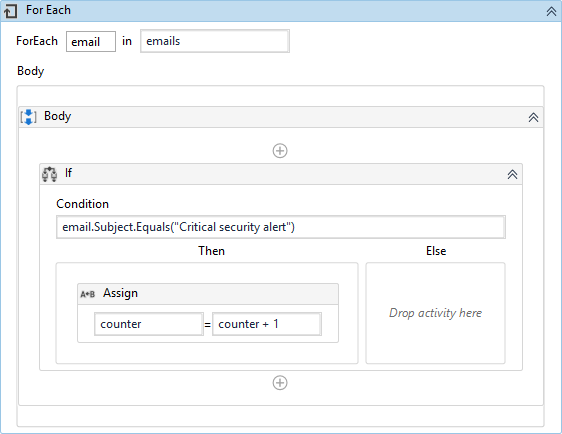 For Each
ForEach email in emails
Body
Body
If
Condition
email.Subject.Equals("Critical security alert")
Then Else
A+B Assign
counter = counter + 1
Drop activity here